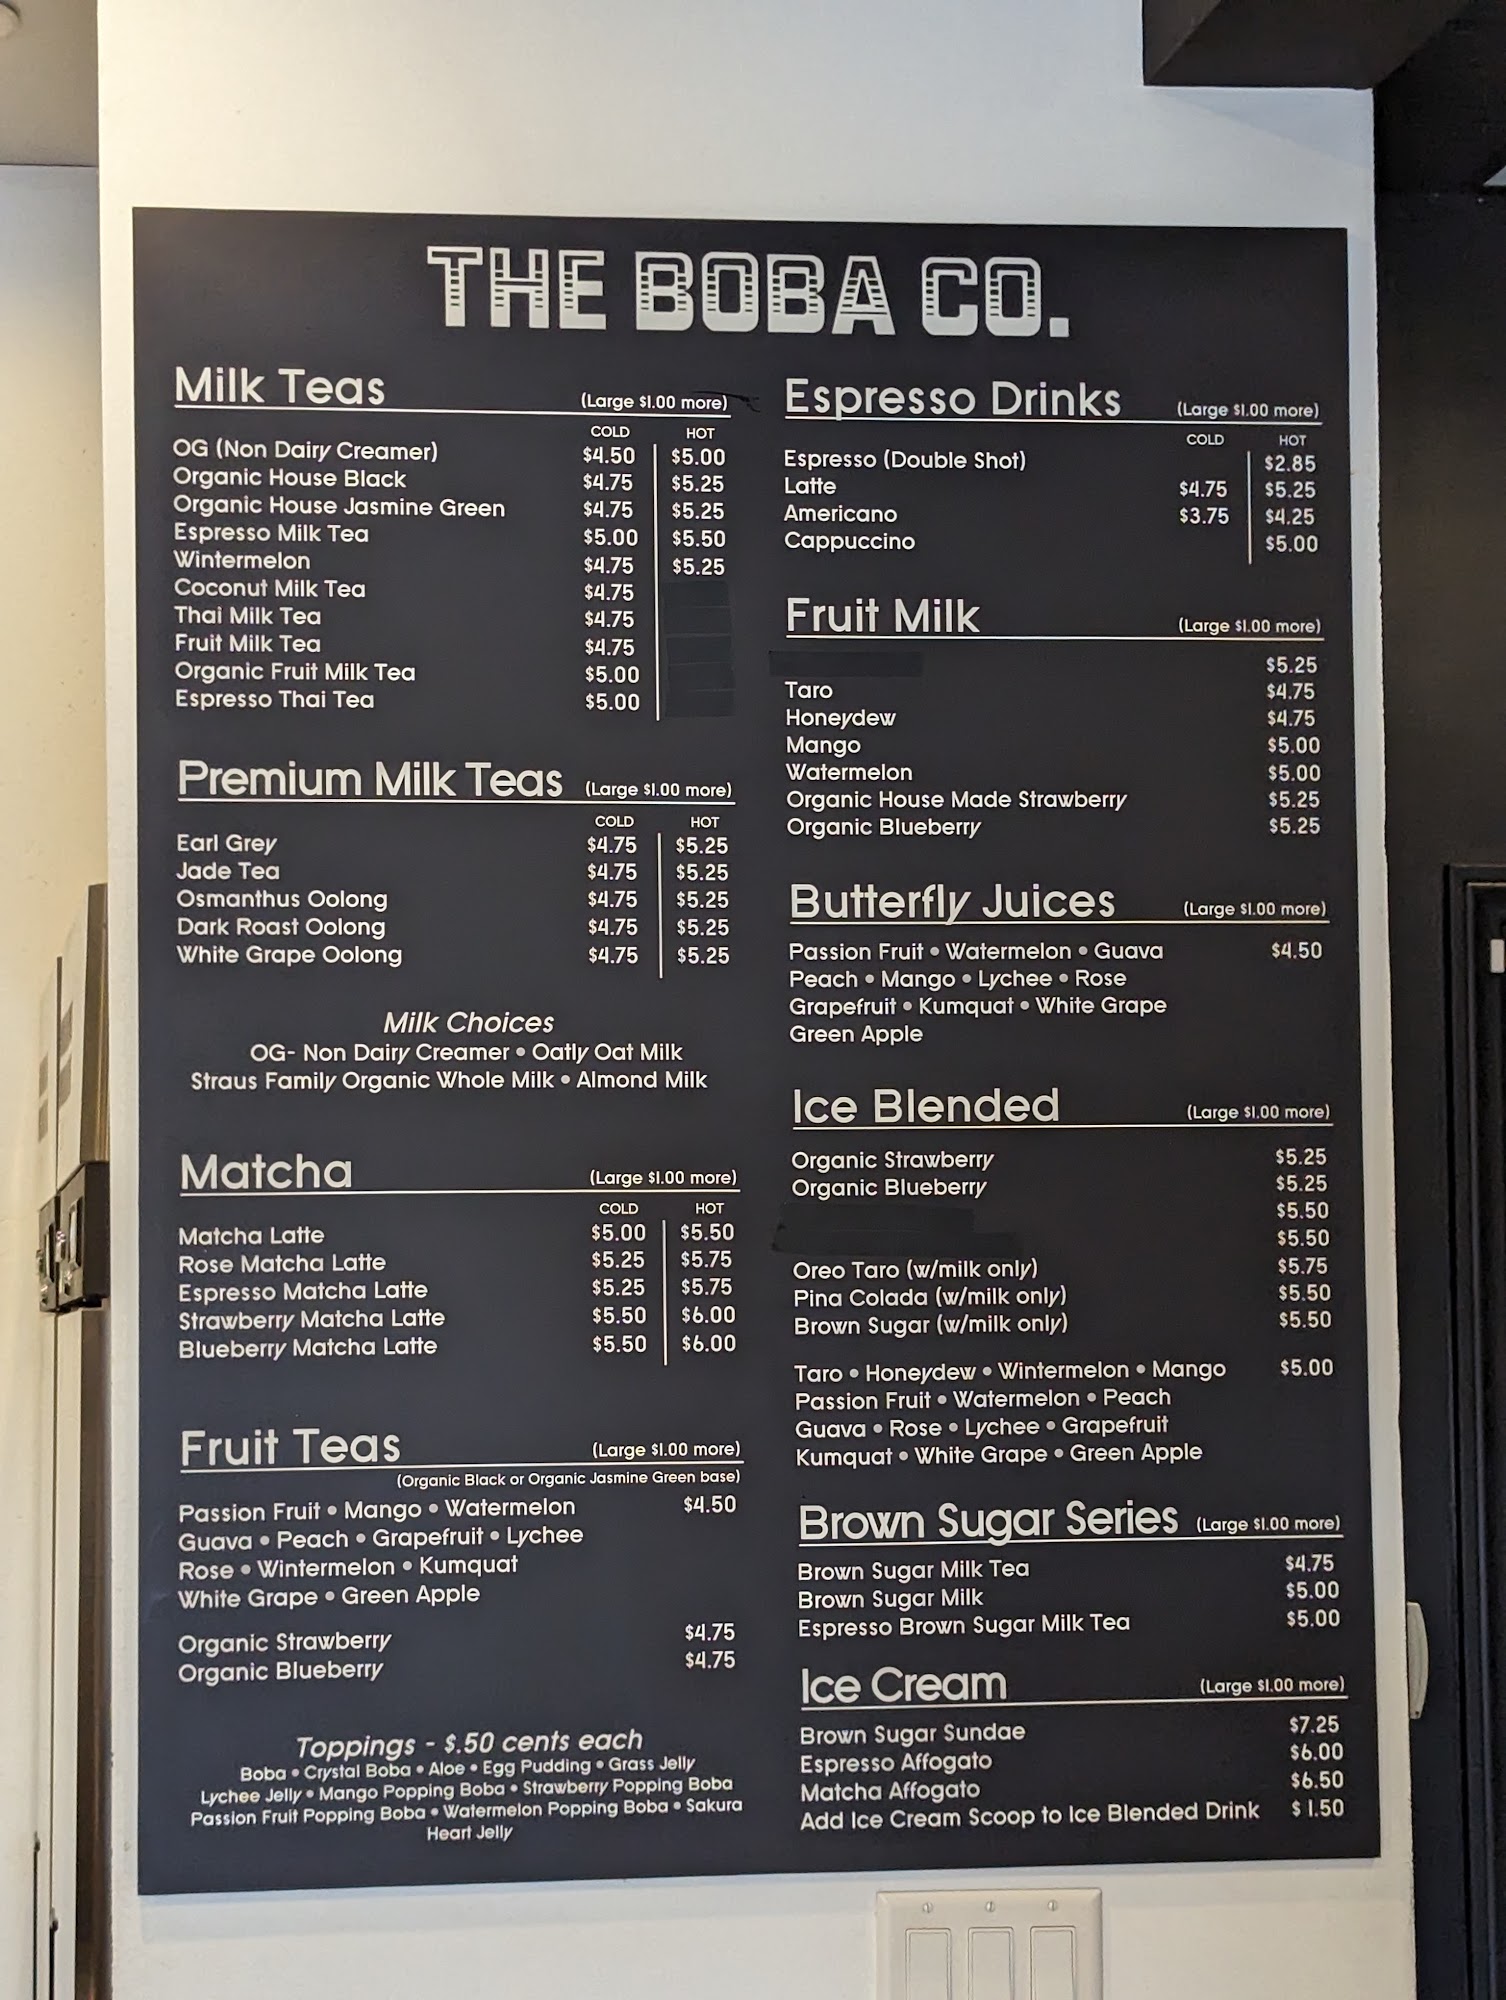 THE BOBA CO.
Milk Teas (Large $1.00 more)
COLD HOT
OG (Non Dairy Creamer) $4.50 $5.00
Organic House Black $4.75 $5.25
Organic House Jasmine Green $4.75 $5.25
Espresso Milk Tea $5.00 $5.50
Wintermelon $4.75 $5.25
Coconut Milk Tea $4.75
Thai Milk Tea $4.75
Fruit Milk Tea $4.75
Organic Fruit Milk Tea $5.00
Espresso Thai Tea $5.00
Premium Milk Teas (Large $1.00 more)
COLD HOT
Earl Grey $4.75 $5.25
Jade Tea $4.75 $5.25
Osmanthus Oolong $4.75 $5.25
Dark Roast Oolong $4.75 $5.25
White Grape Oolong $4.75 $5.25
Milk Choices
OG- Non Dairy Creamer • Oatly Oat Milk
Straus Family Organic Whole Milk • Almond Milk
Matcha (Large $1.00 more)
COLD HOT
Matcha Latte $5.00 $5.50
Rose Matcha Latte $5.25 $5.75
Espresso Matcha Latte $5.25 $5.75
Strawberry Matcha Latte $5.50 $6.00
Blueberry Matcha Latte $5.50 $6.00
Fruit Teas (Large $1.00 more)
(Organic Black or Organic Jasmine Green base)
Passion Fruit • Mango • Watermelon $4.50
Guava • Peach • Grapefruit • Lychee
Rose • Wintermelon • Kumquat
White Grape • Green Apple
Organic Strawberry $4.75
Organic Blueberry $4.75
Toppings - $.50 cents each
Boba • Crystal Boba • Aloe • Egg Pudding • Grass Jelly
Lychee Jelly • Mango Popping Boba • Strawberry Popping Boba
Passion Fruit Popping Boba • Watermelon Popping Boba • Sakura
Heart Jelly
Espresso Drinks (Large $1.00 more)
COLD HOT
Espresso (Double Shot) $2.85
Latte $4.75 $5.25
Americano $3.75 $4.25
Cappuccino $5.00
Fruit Milk (Large $1.00 more)
$5.25
Taro $4.75
Honeydew $4.75
Mango $5.00
Watermelon $5.00
Organic House Made Strawberry $5.25
Organic Blueberry $5.25
Butterfly Juices (Large $1.00 more)
Passion Fruit • Watermelon • Guava $4.50
Peach • Mango • Lychee • Rose
Grapefruit • Kumquat • White Grape
Green Apple
Ice Blended (Large $1.00 more)
Organic Strawberry $5.25
Organic Blueberry $5.25
$5.50
$5.50
Oreo Taro (w/milk only) $5.75
Pina Colada (w/milk only) $5.50
Brown Sugar (w/milk only) $5.50
Taro • Honeydew • Wintermelon • Mango $5.00
Passion Fruit • Watermelon • Peach
Guava • Rose • Lychee • Grapefruit
Kumquat • White Grape • Green Apple
Brown Sugar Series (Large $1.00 more)
Brown Sugar Milk Tea $4.75
Brown Sugar Milk $5.00
Espresso Brown Sugar Milk Tea $5.00
Ice Cream (Large $1.00 more)
Brown Sugar Sundae $7.25
Espresso Affogato $6.00
Matcha Affogato $6.50
Add Ice Cream Scoop to Ice Blended Drink $1.50